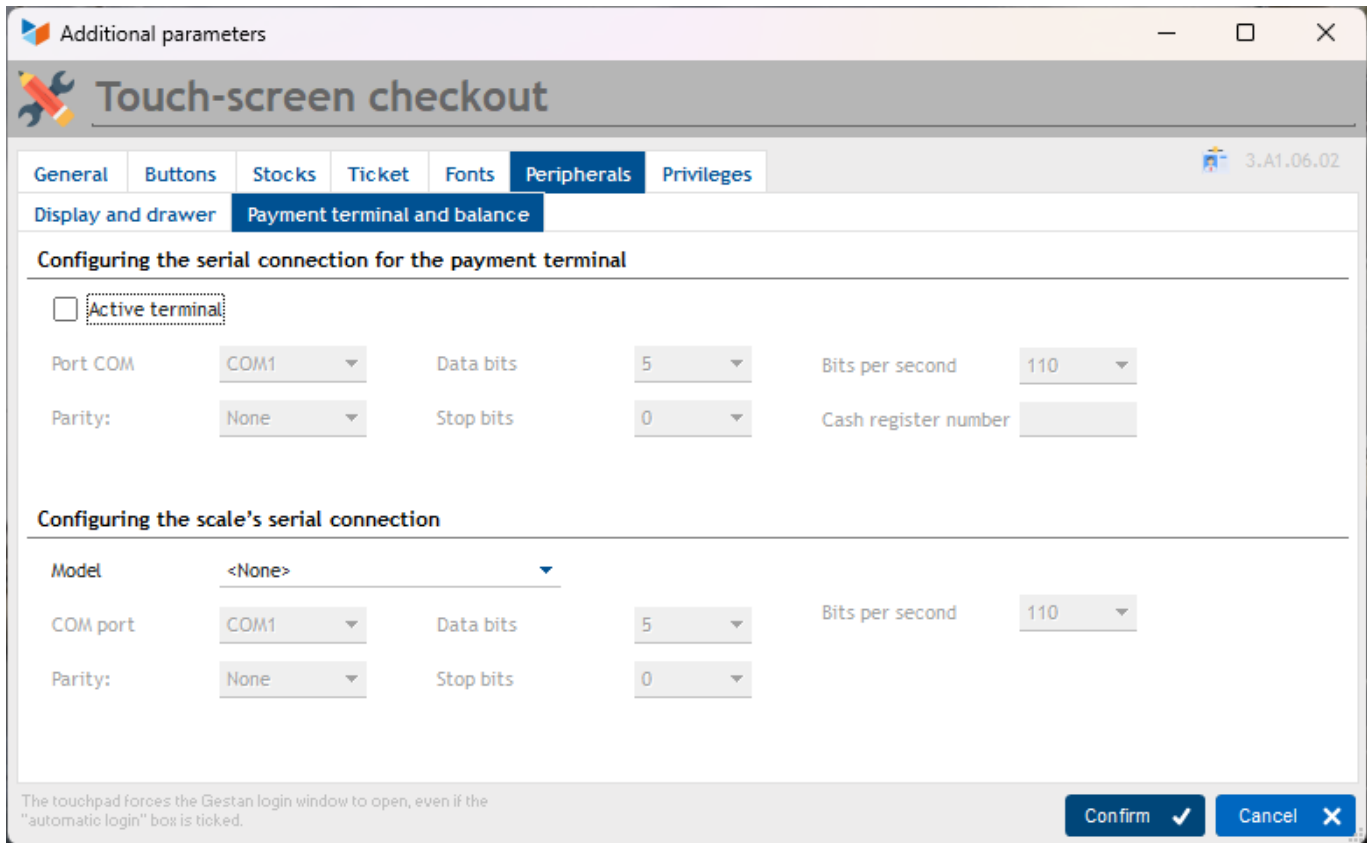 Additional parameters
Touch-screen checkout
General Buttons Stocks Ticket Fonts Peripherals Privileges 3.A1.06.02
Display and drawer Payment terminal and balance
Configuring the serial connection for the payment terminal
Active terminal
Port COM COM1 Data bits 5 Bits per second 110
Parity: None Stop bits 0 Cash register number
Configuring the scale’s serial connection
Model <None>
COM port COM1 Data bits 5 Bits per second 110
Parity: None Stop bits 0
The touchpad forces the Gestan login window to open, even if the
"automatic login" box is ticked.
Confirm Cancel